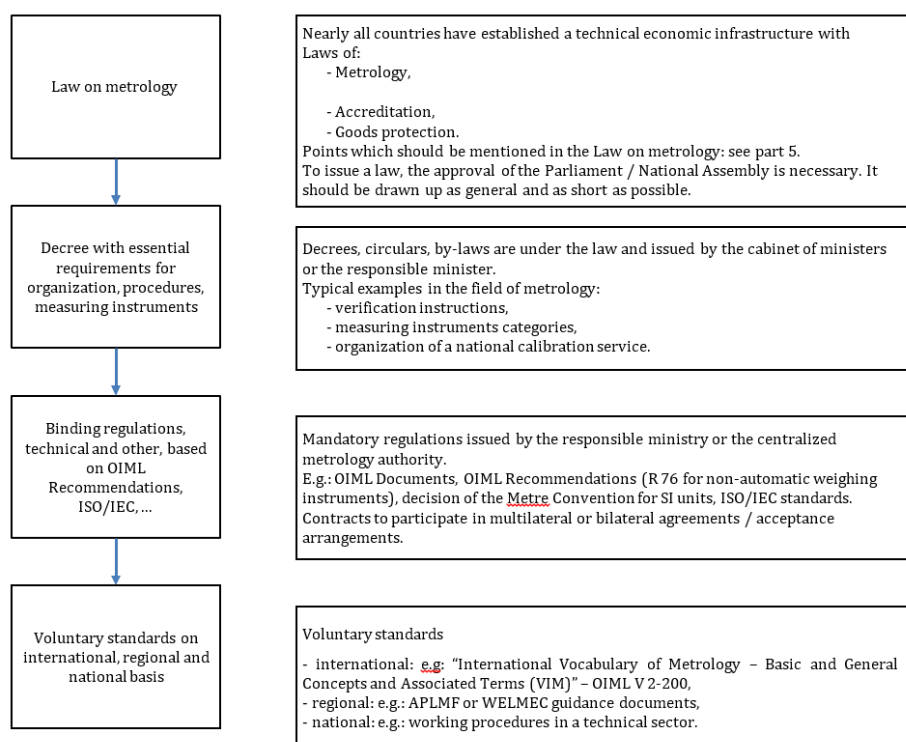 Law on metrology
Nearly all countries have established a technical economic infrastructure with
Laws of:
- Metrology,
- Accreditation,
- Goods protection.
Points which should be mentioned in the Law on metrology: see part 5.
To issue a law, the approval of the Parliament / National Assembly is necessary. It
should be drawn up as general and as short as possible.
Decree with essential
requirements for
organization, procedures,
measuring instruments
Decrees, circulars, by-laws are under the law and issued by the cabinet of ministers
or the responsible minister.
Typical examples in the field of metrology:
- verification instructions,
- measuring instruments categories,
- organization of a national calibration service.
Binding regulations,
technical and other, based
on OIML
Recommendations,
ISO/IEC, ...
Mandatory regulations issued by the responsible ministry or the centralized
metrology authority.
E.g.: OIML Documents, OIML Recommendations (R 76 for non-automatic weighing
instruments), decision of the Metre Convention for SI units, ISO/IEC standards.
Contracts to participate in multilateral or bilateral agreements / acceptance
arrangements.
Voluntary standards on
international, regional and
national basis
Voluntary standards
- international: e.g: “International Vocabulary of Metrology – Basic and General
Concepts and Associated Terms (VIM)” – OIML V 2-200,
- regional: e.g.: APLMF or WELMEC guidance documents,
- national: e.g.: working procedures in a technical sector.